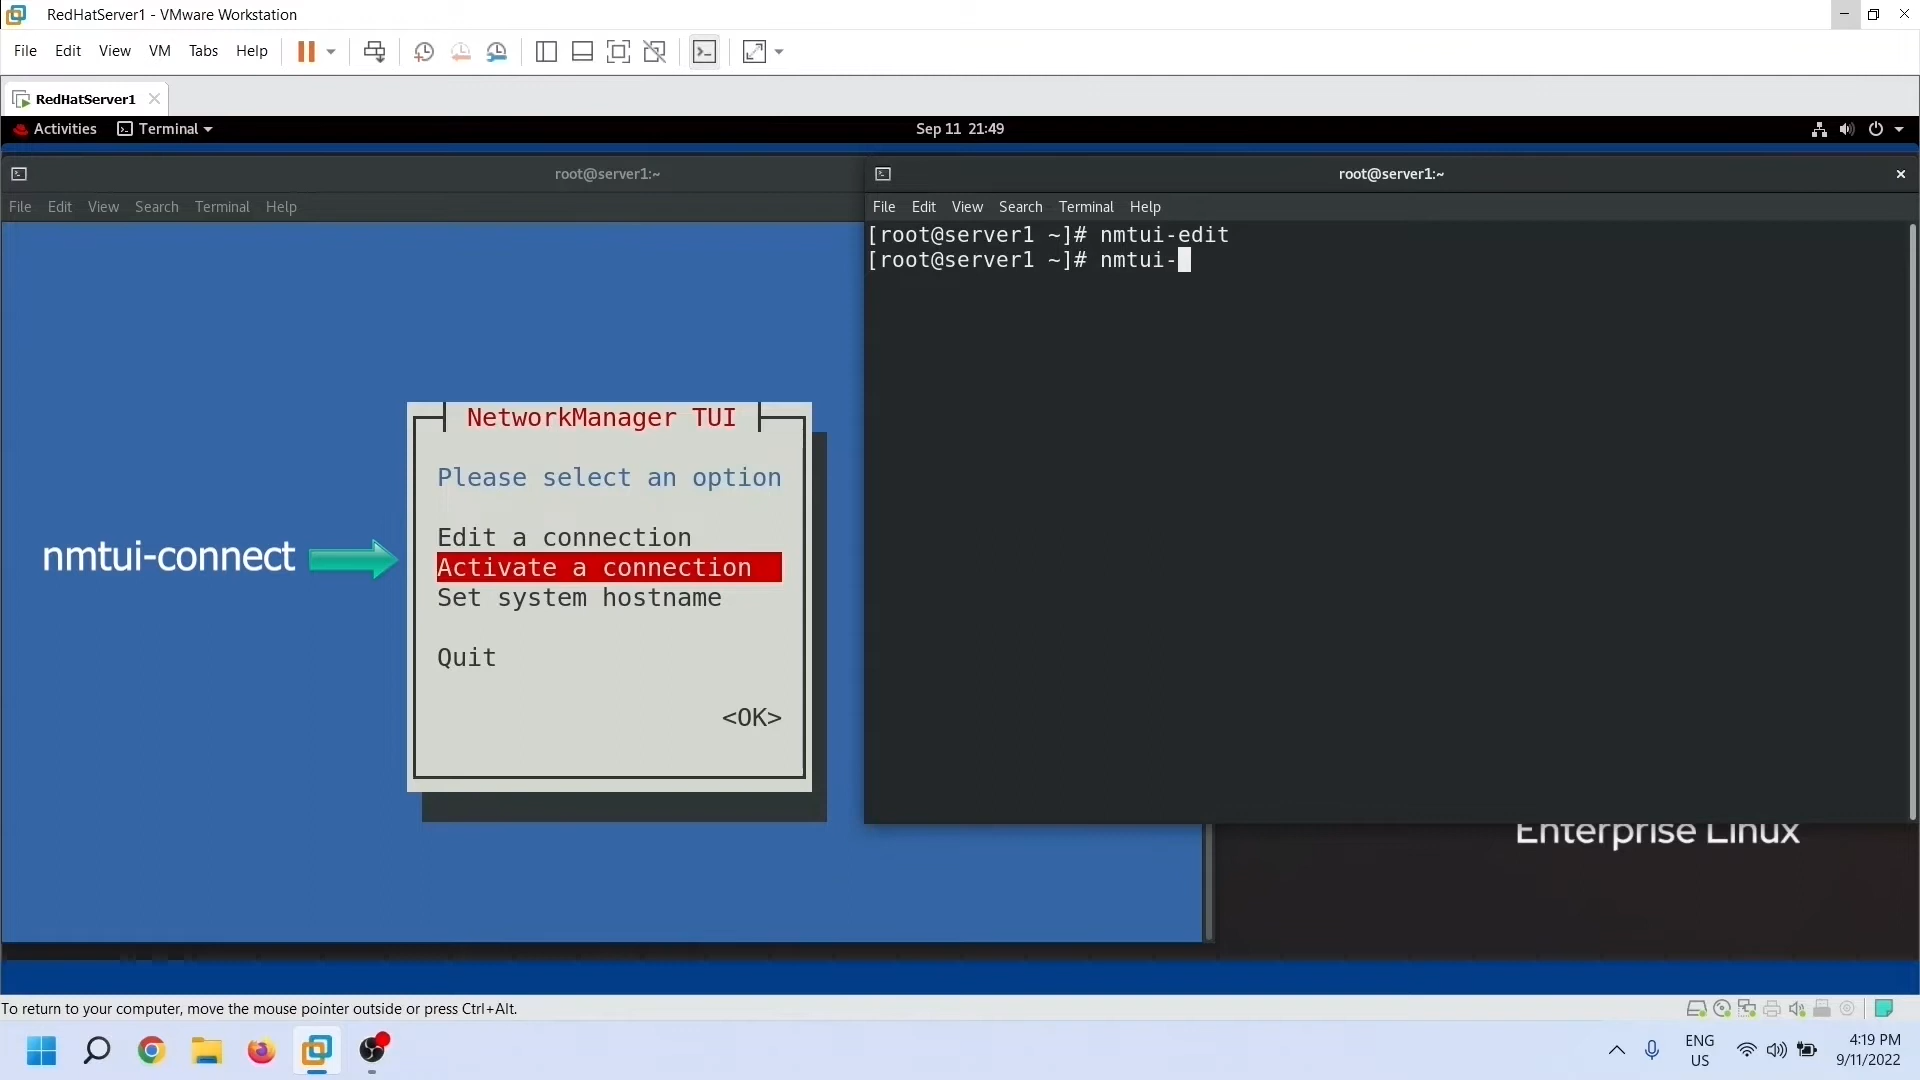 RedHatServer1 - VMware Workstation
File Edit View VM Tabs Help
RedHatServer1
Activities Terminal Sep 11 21:49
root@server1:~
File Edit View Search Terminal Help
NetworkManager TUI
Please select an option
Edit a connection
Activate a connection
Set system hostname
Quit
<OK>
nmtui-connect
root@server1:~
File Edit View Search Terminal Help
[root@server1 ~]# nmtui-edit
[root@server1 ~]# nmtui-
Enterprise Linux
To return to your computer, move the mouse pointer outside or press Ctrl+Alt.
ENG
US
4:19 PM
9/11/2022